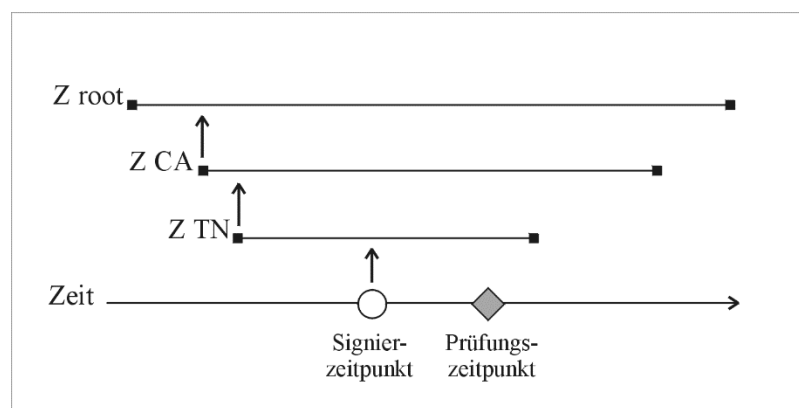 Z root
Z CA
Z TN
Zeit
Signier-
zeitpunkt
Prüfungs-
zeitpunkt